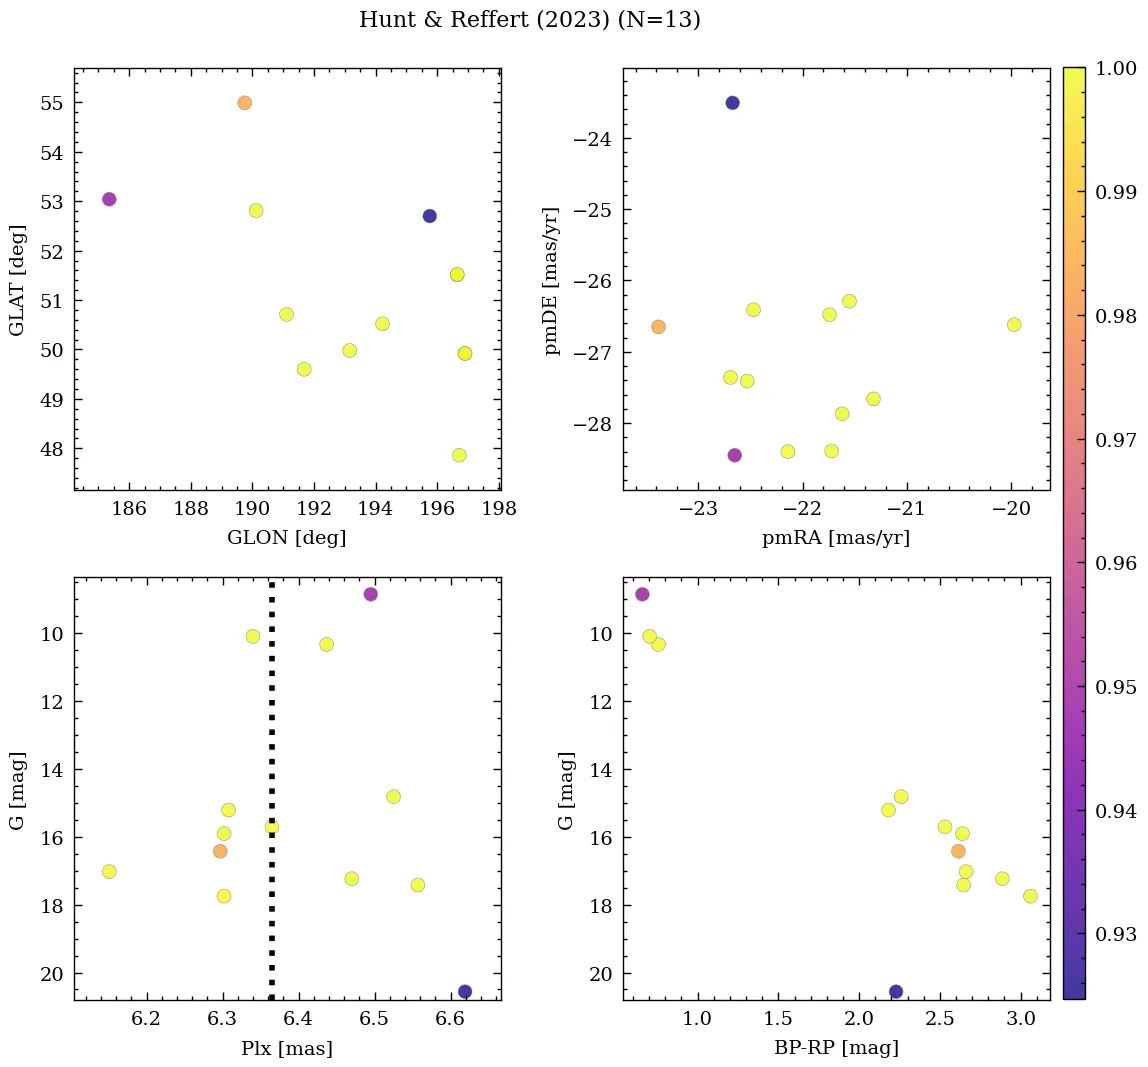 Hunt & Reffert (2023) (N=13)
55
54
53
52
51
50
49
48
GLAT [deg]
186 188 190 192 194 196 198
GLON [deg]
−24
−25
−26
−27
−28
pmDE [mas/yr]
−23 −22 −21 −20
pmRA [mas/yr]
1.00
0.99
0.98
0.97
0.96
0.95
0.94
0.93
10
12
14
16
18
20
G [mag]
6.2 6.3 6.4 6.5 6.6
Plx [mas]
10
12
14
16
18
20
G [mag]
1.0 1.5 2.0 2.5 3.0
BP-RP [mag]